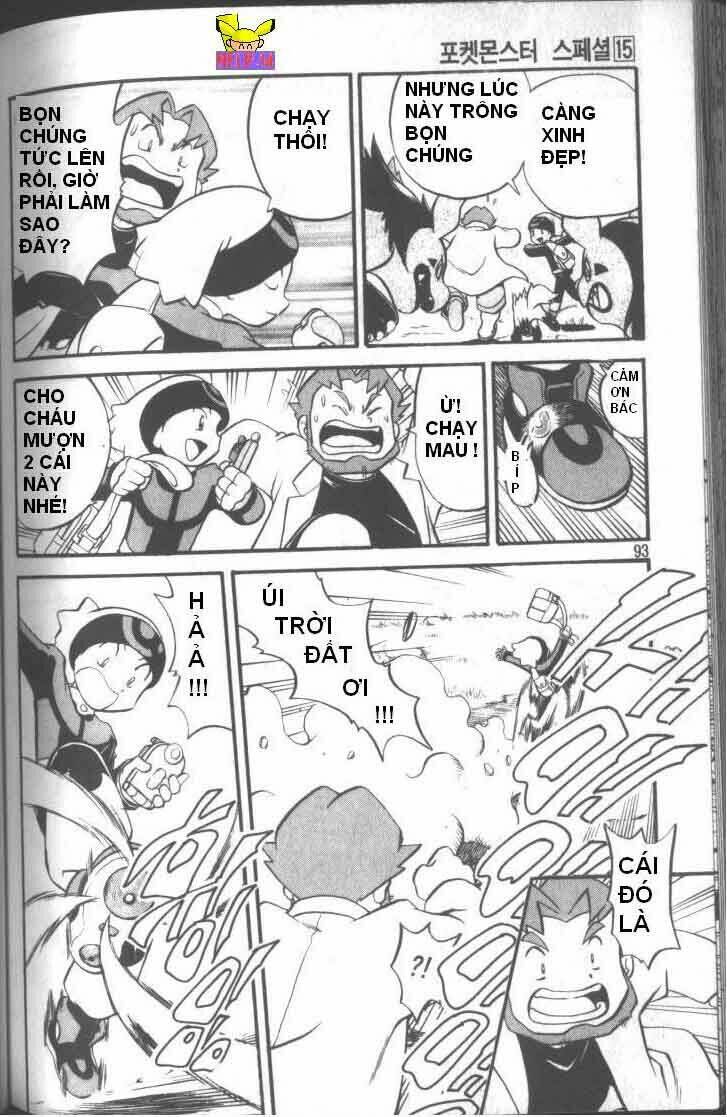 포켓몬스터 스페셜 15
NHƯNG LÚC
NÀY TRÔNG
BỌN
CHÚNG
CÀNG
XINH
ĐẸP!
CHẠY
THÔI!
BỌN
CHÚNG
TỨC LÊN
RỒI, GIỜ
PHẢI LÀM
SAO
ĐÂY?
CẢM
ƠN
BÁC
BÍP
Ừ!
CHẠY
MAU !
CHO
CHÁU
MƯỢN
2 CÁI
NÀY
NHÉ!
93
HẢẢ!!!
ÚI
TRỜI
ĐẤT
ƠI
!!!
?!
CÁI
ĐÓ
LÀ